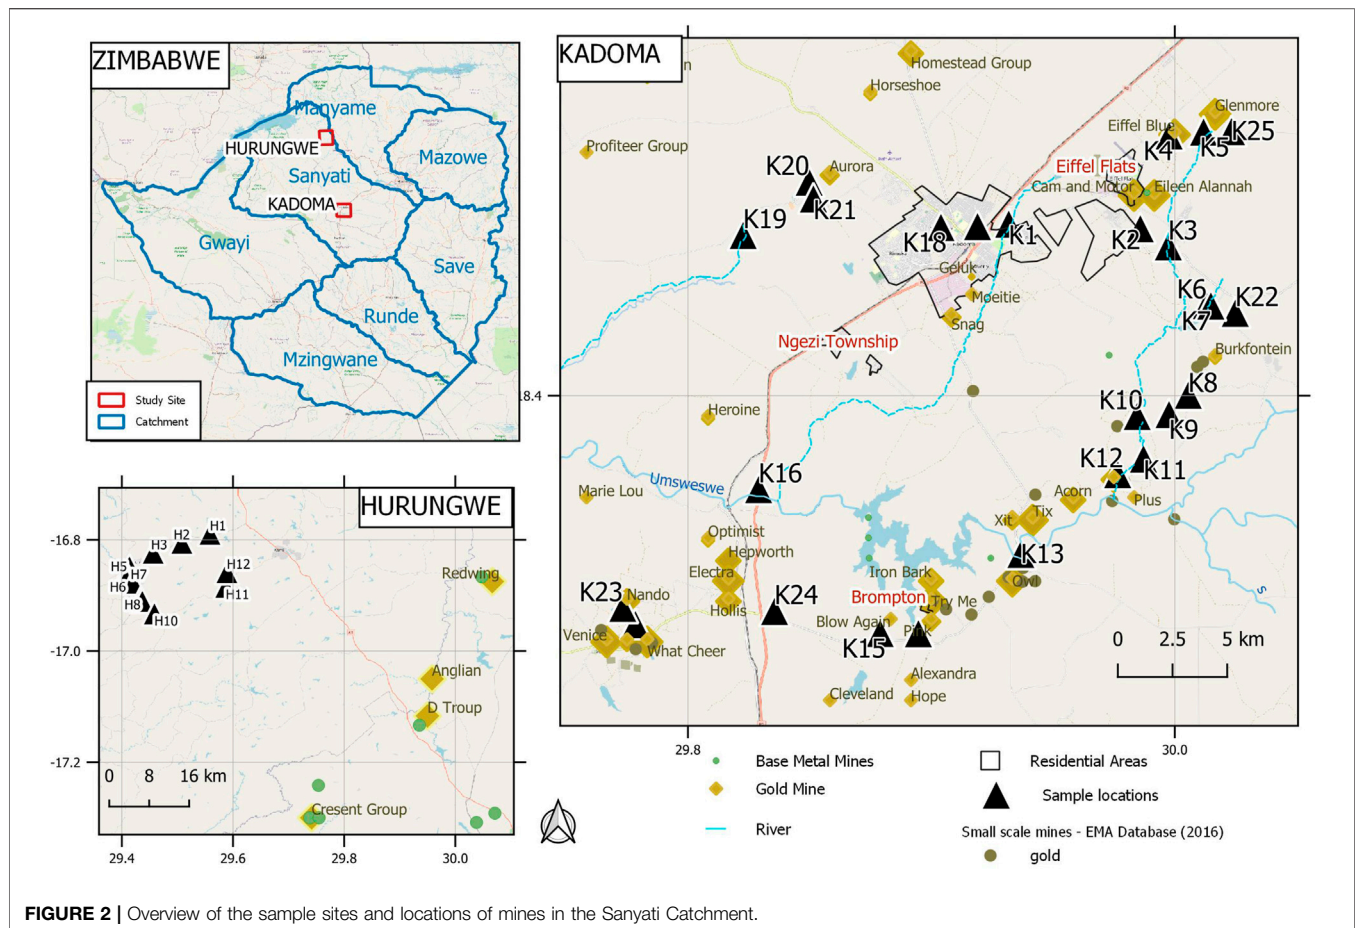 ZIMBABWE
Manyame
HURUNGWE
Mazowe
Sanyati
KADOMA
Gwayi
Save
Runde
Mzingwane
Study Site
Catchment
HURUNGWE
-16.8
-17.0
-17.2
H1
H2
H3
H5
H7
H6
H8
H10
H12
H11
Redwing
Anglian
D Troup
Cresent Group
0 8 16 km
29.4 29.6 29.8 30.0
KADOMA
Homestead Group
Horseshoe
Glenmore
Eiffel Blue
K4
K5
K25
Profiteer Group
Eiffel Flats
K20
Aurora
Cam and Motor
Eileen Alannah
K21
K19
K18
K1
K2
K3
Geluk
Moeitie
K6
K22
K7
Snag
Ngezi Township
Burkfontein
18.4
K8
Heroine
K10
K9
K12
K11
K16
Umsweswe
Marie Lou
Acorn
Plus
Xit
Tix
Optimist
Hepworth
K13
Electra
Iron Bark
Owl
K23
Nando
K24
Brompton
Try Me
Hollis
Blow Again
Pink
Venice
K15
What Cheer
Alexandra
Cleveland
Hope
S
0 2.5 5 km
29.8 30.0
Base Metal Mines
Gold Mine
River
Residential Areas
Sample locations
Small scale mines - EMA Database (2016)
gold
FIGURE 2 | Overview of the sample sites and locations of mines in the Sanyati Catchment.